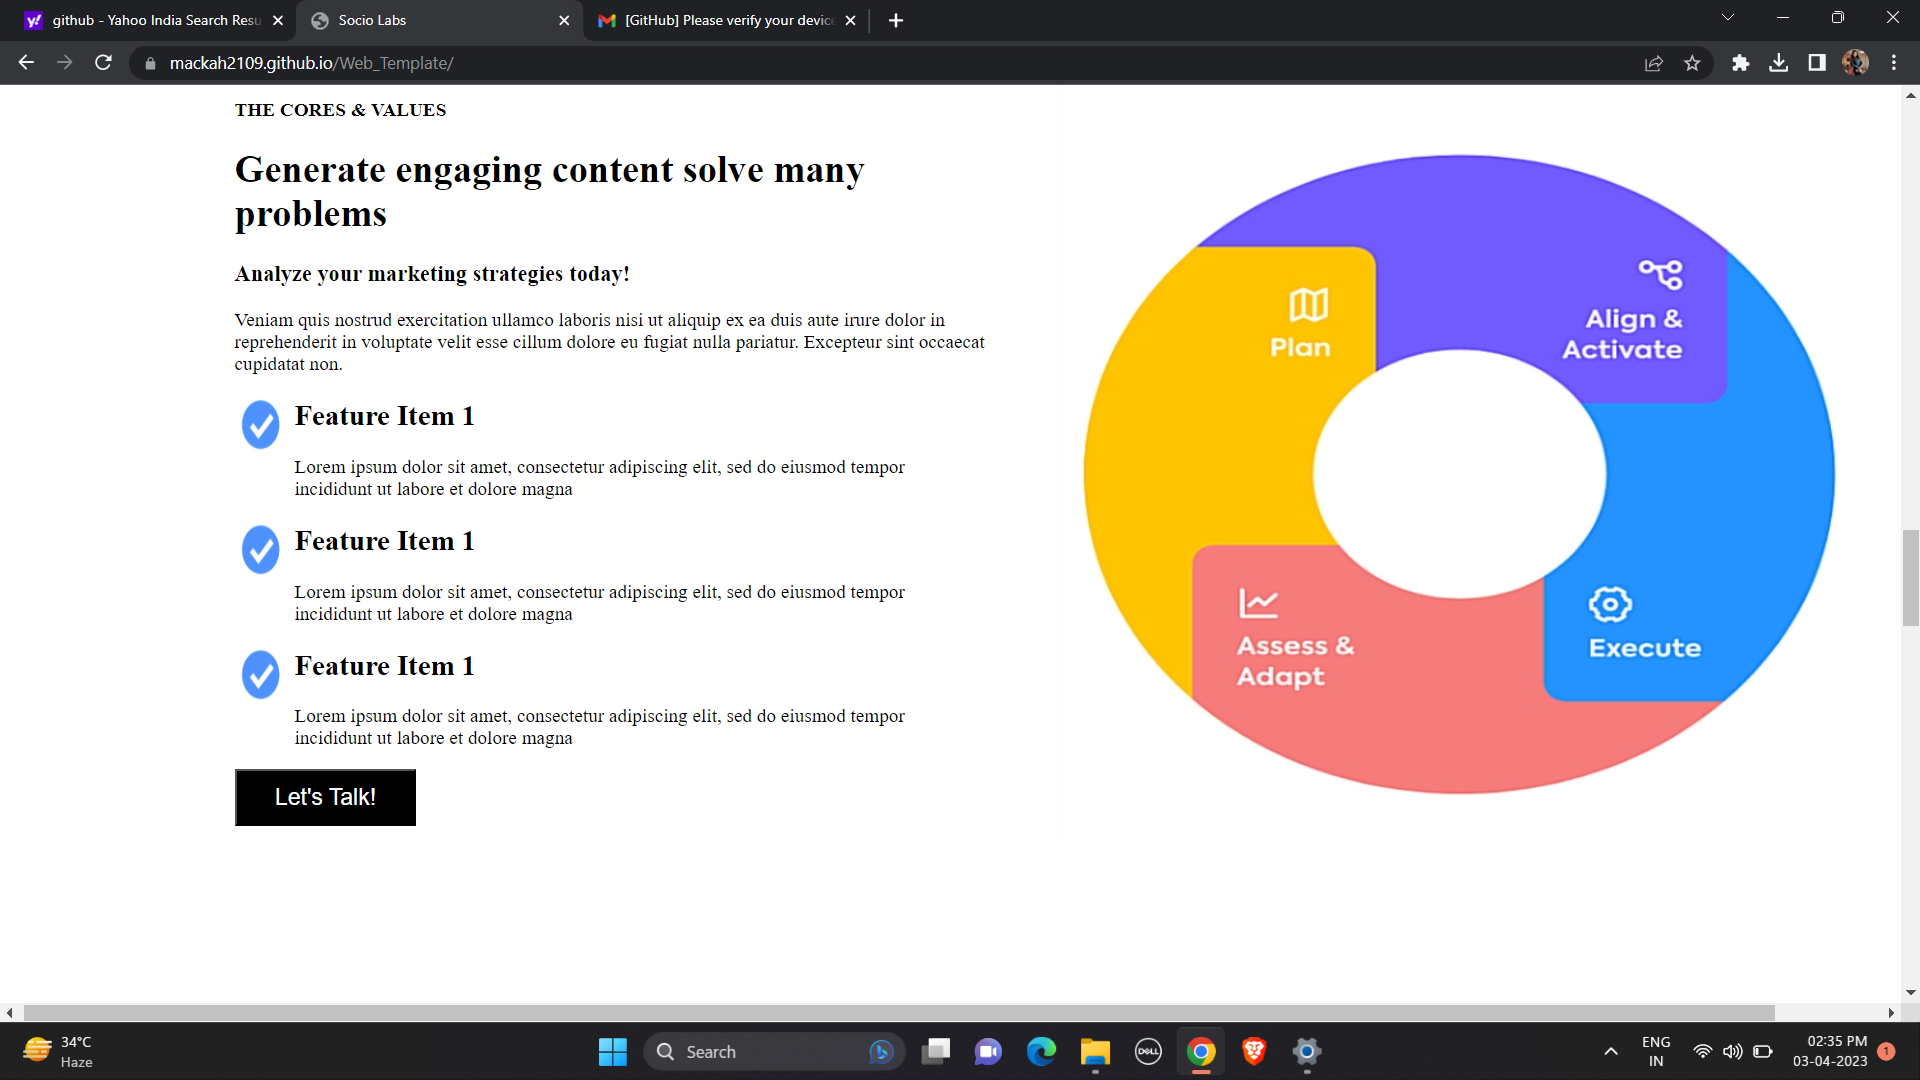 github - Yahoo India Search Resu
Socio Labs
[GitHub] Please verify your device
mackah2109.github.io/Web_Template/
THE CORES & VALUES
Generate engaging content solve many
problems
Analyze your marketing strategies today!
Veniam quis nostrud exercitation ullamco laboris nisi ut aliquip ex ea duis aute irure dolor in
reprehenderit in voluptate velit esse cillum dolore eu fugiat nulla pariatur. Excepteur sint occaecat
cupidatat non.
Feature Item 1
Lorem ipsum dolor sit amet, consectetur adipiscing elit, sed do eiusmod tempor
incididunt ut labore et dolore magna
Feature Item 1
Lorem ipsum dolor sit amet, consectetur adipiscing elit, sed do eiusmod tempor
incididunt ut labore et dolore magna
Feature Item 1
Lorem ipsum dolor sit amet, consectetur adipiscing elit, sed do eiusmod tempor
incididunt ut labore et dolore magna
Let's Talk!
Plan
Align &
Activate
Assess &
Adapt
Execute
34°C
Haze
Search
DELL
ENG
IN
02:35 PM
03-04-2023
1